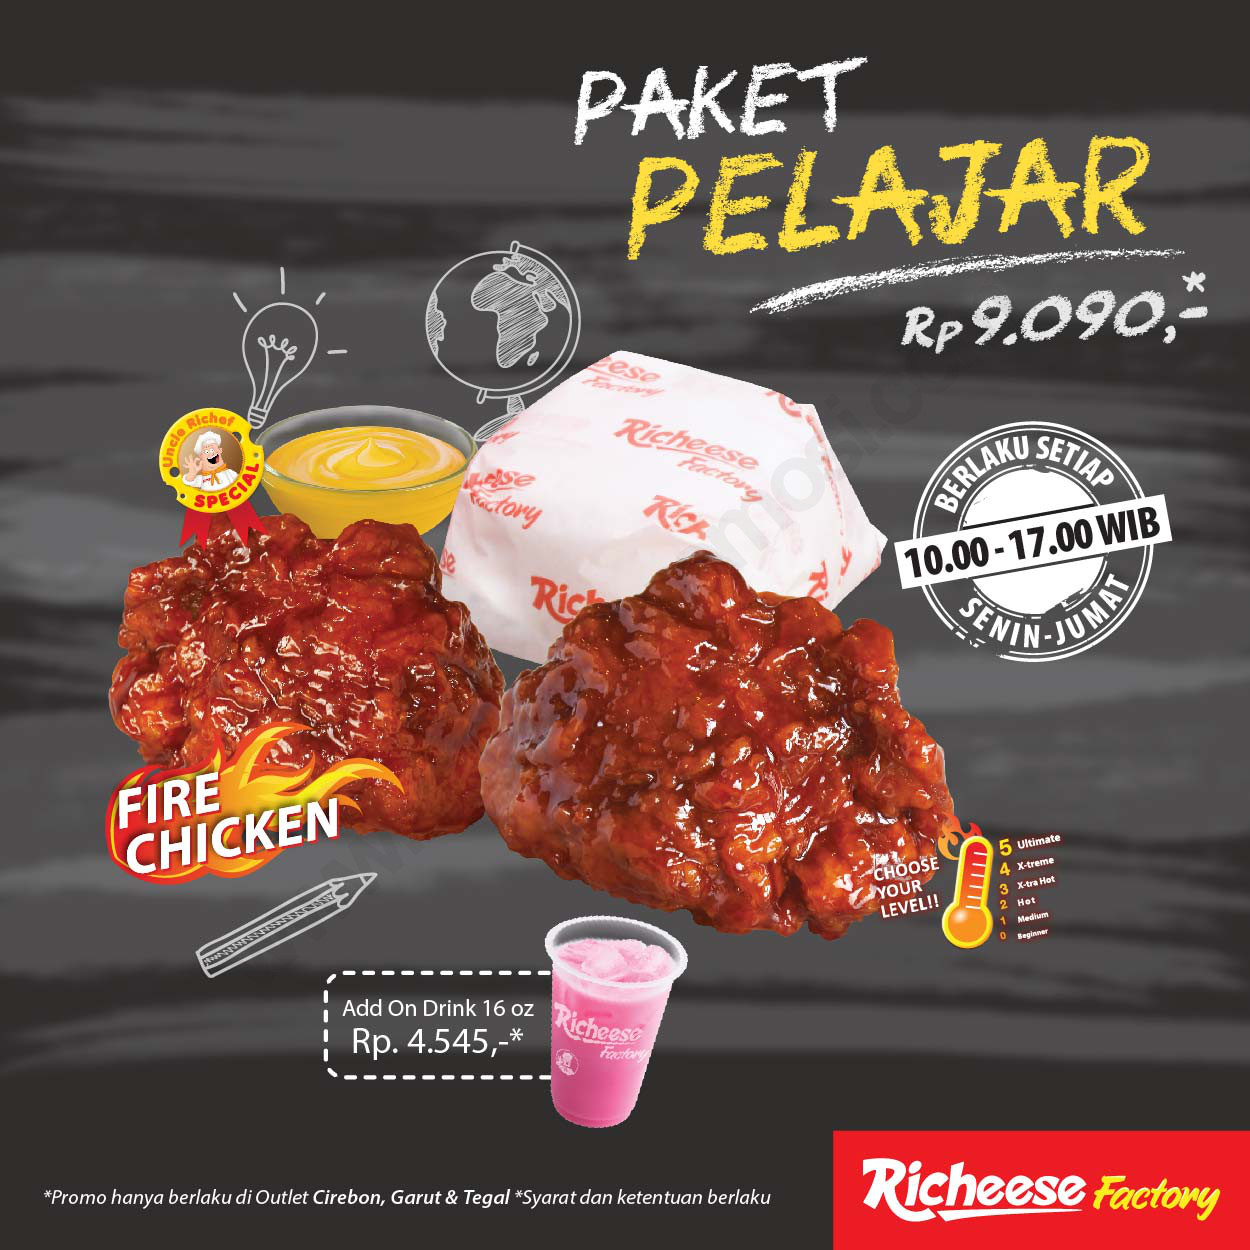 PAKET
PELAJAR
Rp 9.090,-*
BERLAKU SETIAP
10.00 - 17.00 WIB
SENIN-JUMAT
Uncle Richef
SPECIAL
Richeese
Factory
FIRE
CHICKEN
CHOOSE
YOUR
LEVEL!!
5 Ultimate
4 X-treme
3 X-tra Hot
2 Hot
1 Medium
0 Beginner
Add On Drink 16 oz
Rp. 4.545,-*
Richeese
Factory
*Promo hanya berlaku di Outlet Cirebon, Garut & Tegal *Syarat dan ketentuan berlaku
Richeese Factory